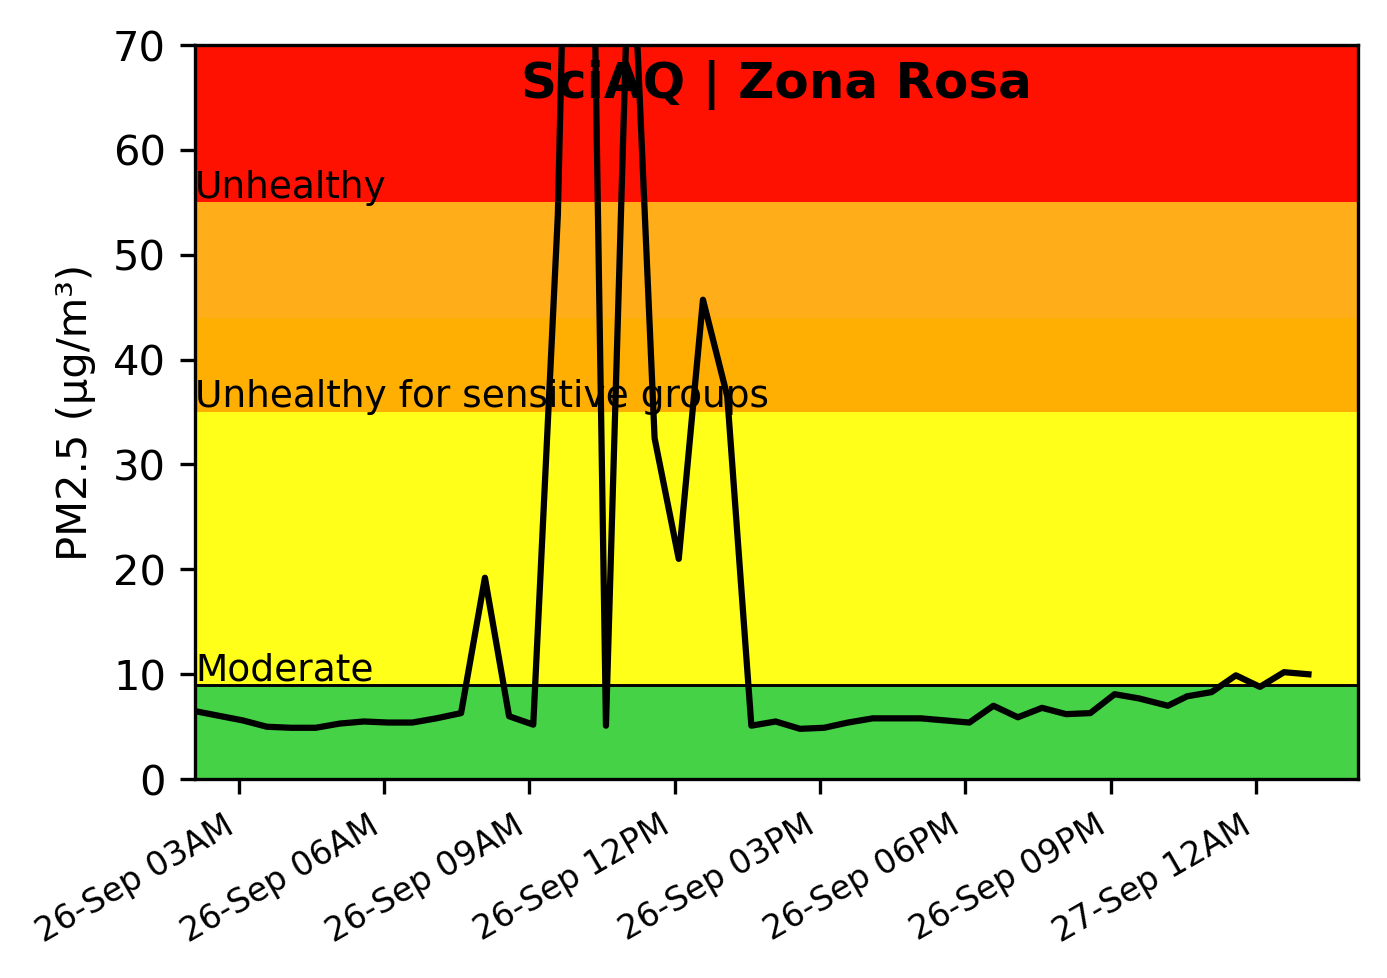 SciAQ | Zona Rosa
PM2.5 (µg/m³)
70
60
50
40
30
20
10
0
Unhealthy
Unhealthy for sensitive groups
Moderate
26-Sep 03AM
26-Sep 06AM
26-Sep 09AM
26-Sep 12PM
26-Sep 03PM
26-Sep 06PM
26-Sep 09PM
27-Sep 12AM